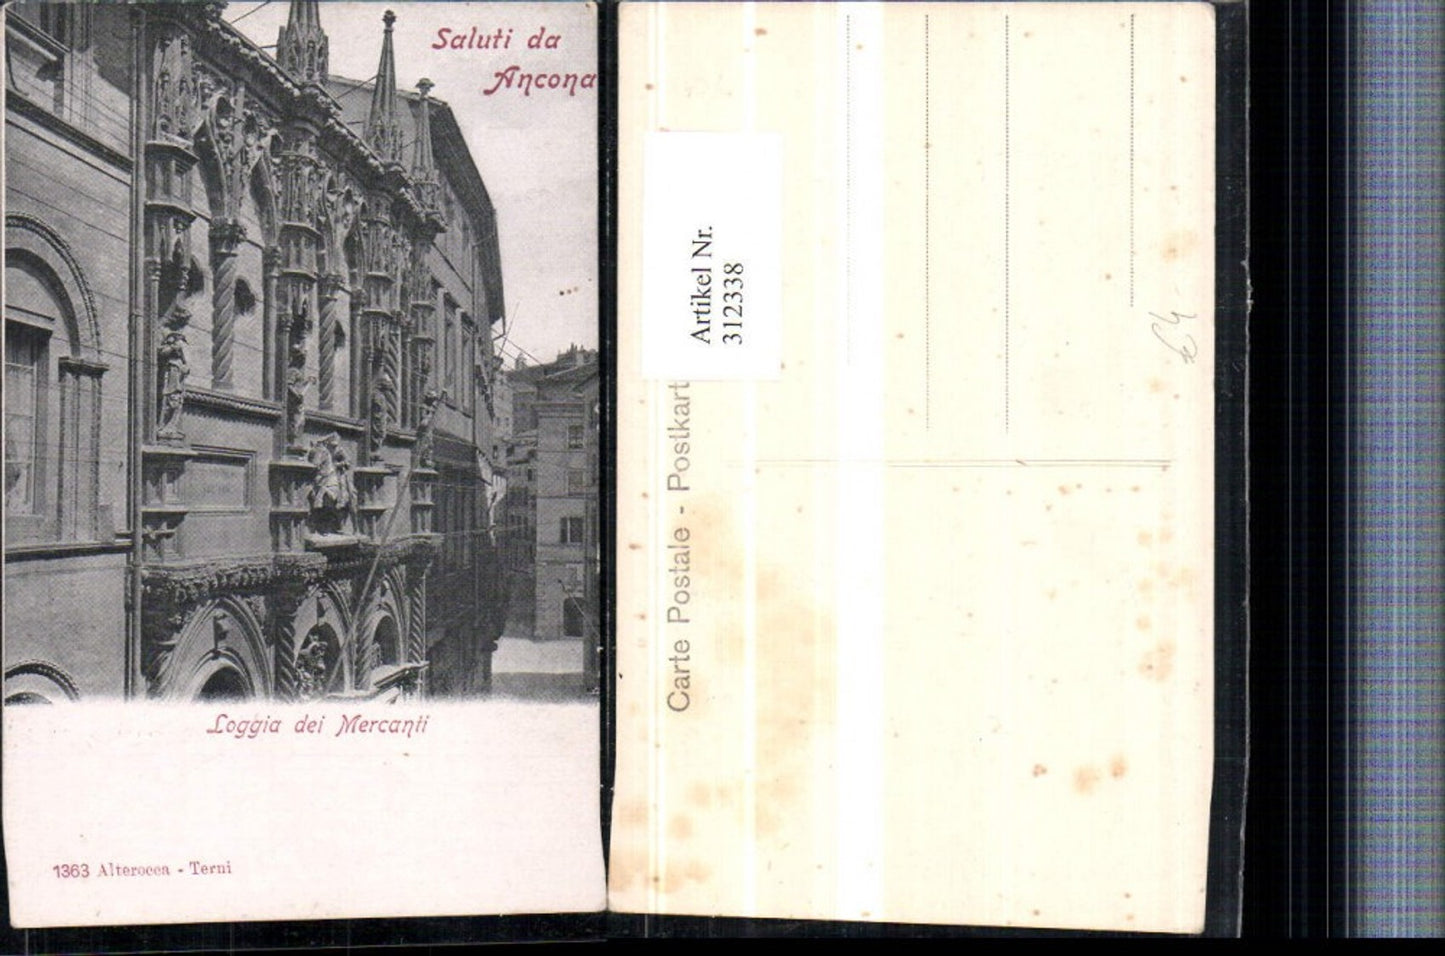 Saluti da
Ancona
Loggia dei Mercanti
1363 Alterocca - Terni
Artikel Nr.
312338
Carte Postale - Postkart